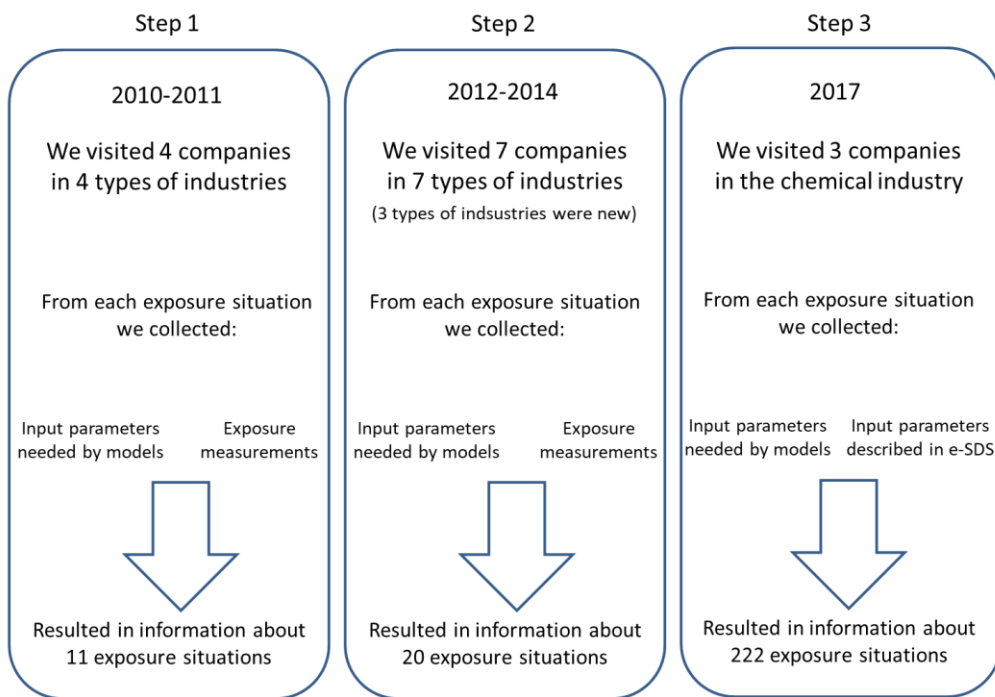 Step 1
2010-2011
We visited 4 companies
in 4 types of industries
From each exposure situation
we collected:
Input parameters
needed by models
Exposure
measurements
Resulted in information about
11 exposure situations
Step 2
2012-2014
We visited 7 companies
in 7 types of industries
(3 types of indsustries were new)
From each exposure situation
we collected:
Input parameters
needed by models
Exposure
measurements
Resulted in information about
20 exposure situations
Step 3
2017
We visited 3 companies
in the chemical industry
From each exposure situation
we collected:
Input parameters
needed by models
Input parameters
described in e-SDS
Resulted in information about
222 exposure situations